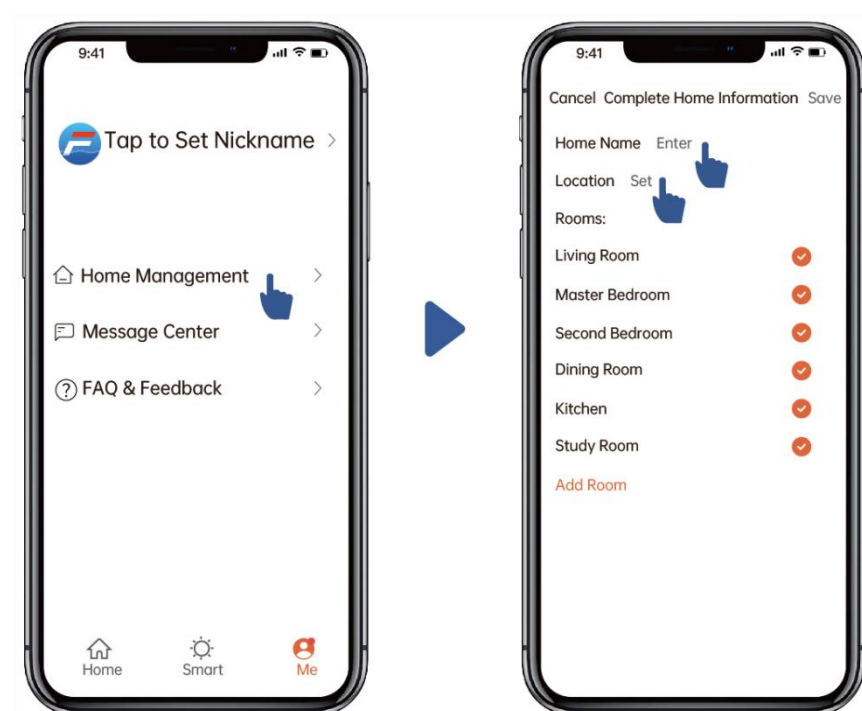 9:41
Tap to Set Nickname
Home Management
Message Center
FAQ & Feedback
Home Smart Me
9:41
Cancel Complete Home Information Save
Home Name Enter
Location Set
Rooms:
Living Room
Master Bedroom
Second Bedroom
Dining Room
Kitchen
Study Room
Add Room